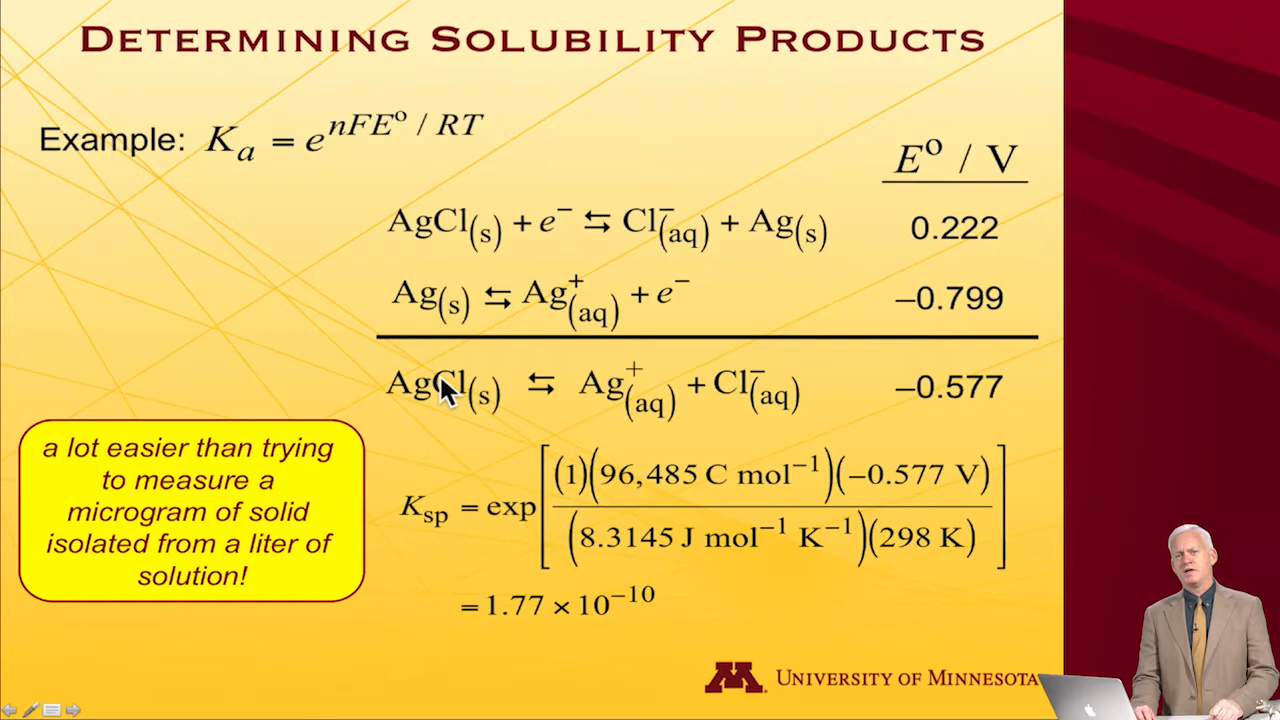 DETERMINING SOLUBILITY PRODUCTS
Example: Kₐ = e^(nFE° / RT)
E° / V
AgCl(s) + e⁻ ⇆ Cl⁻(aq) + Ag(s) 0.222
Ag(s) ⇆ Ag⁺(aq) + e⁻ –0.799
AgCl(s) ⇆ Ag⁺(aq) + Cl⁻(aq) –0.577
a lot easier than trying
to measure a
microgram of solid
isolated from a liter of
solution!
Ksp = exp[(1)(96,485 C mol⁻¹)(−0.577 V) / (8.3145 J mol⁻¹ K⁻¹)(298 K)]
= 1.77 × 10⁻¹⁰
M. UNIVERSITY OF MINNESOTA